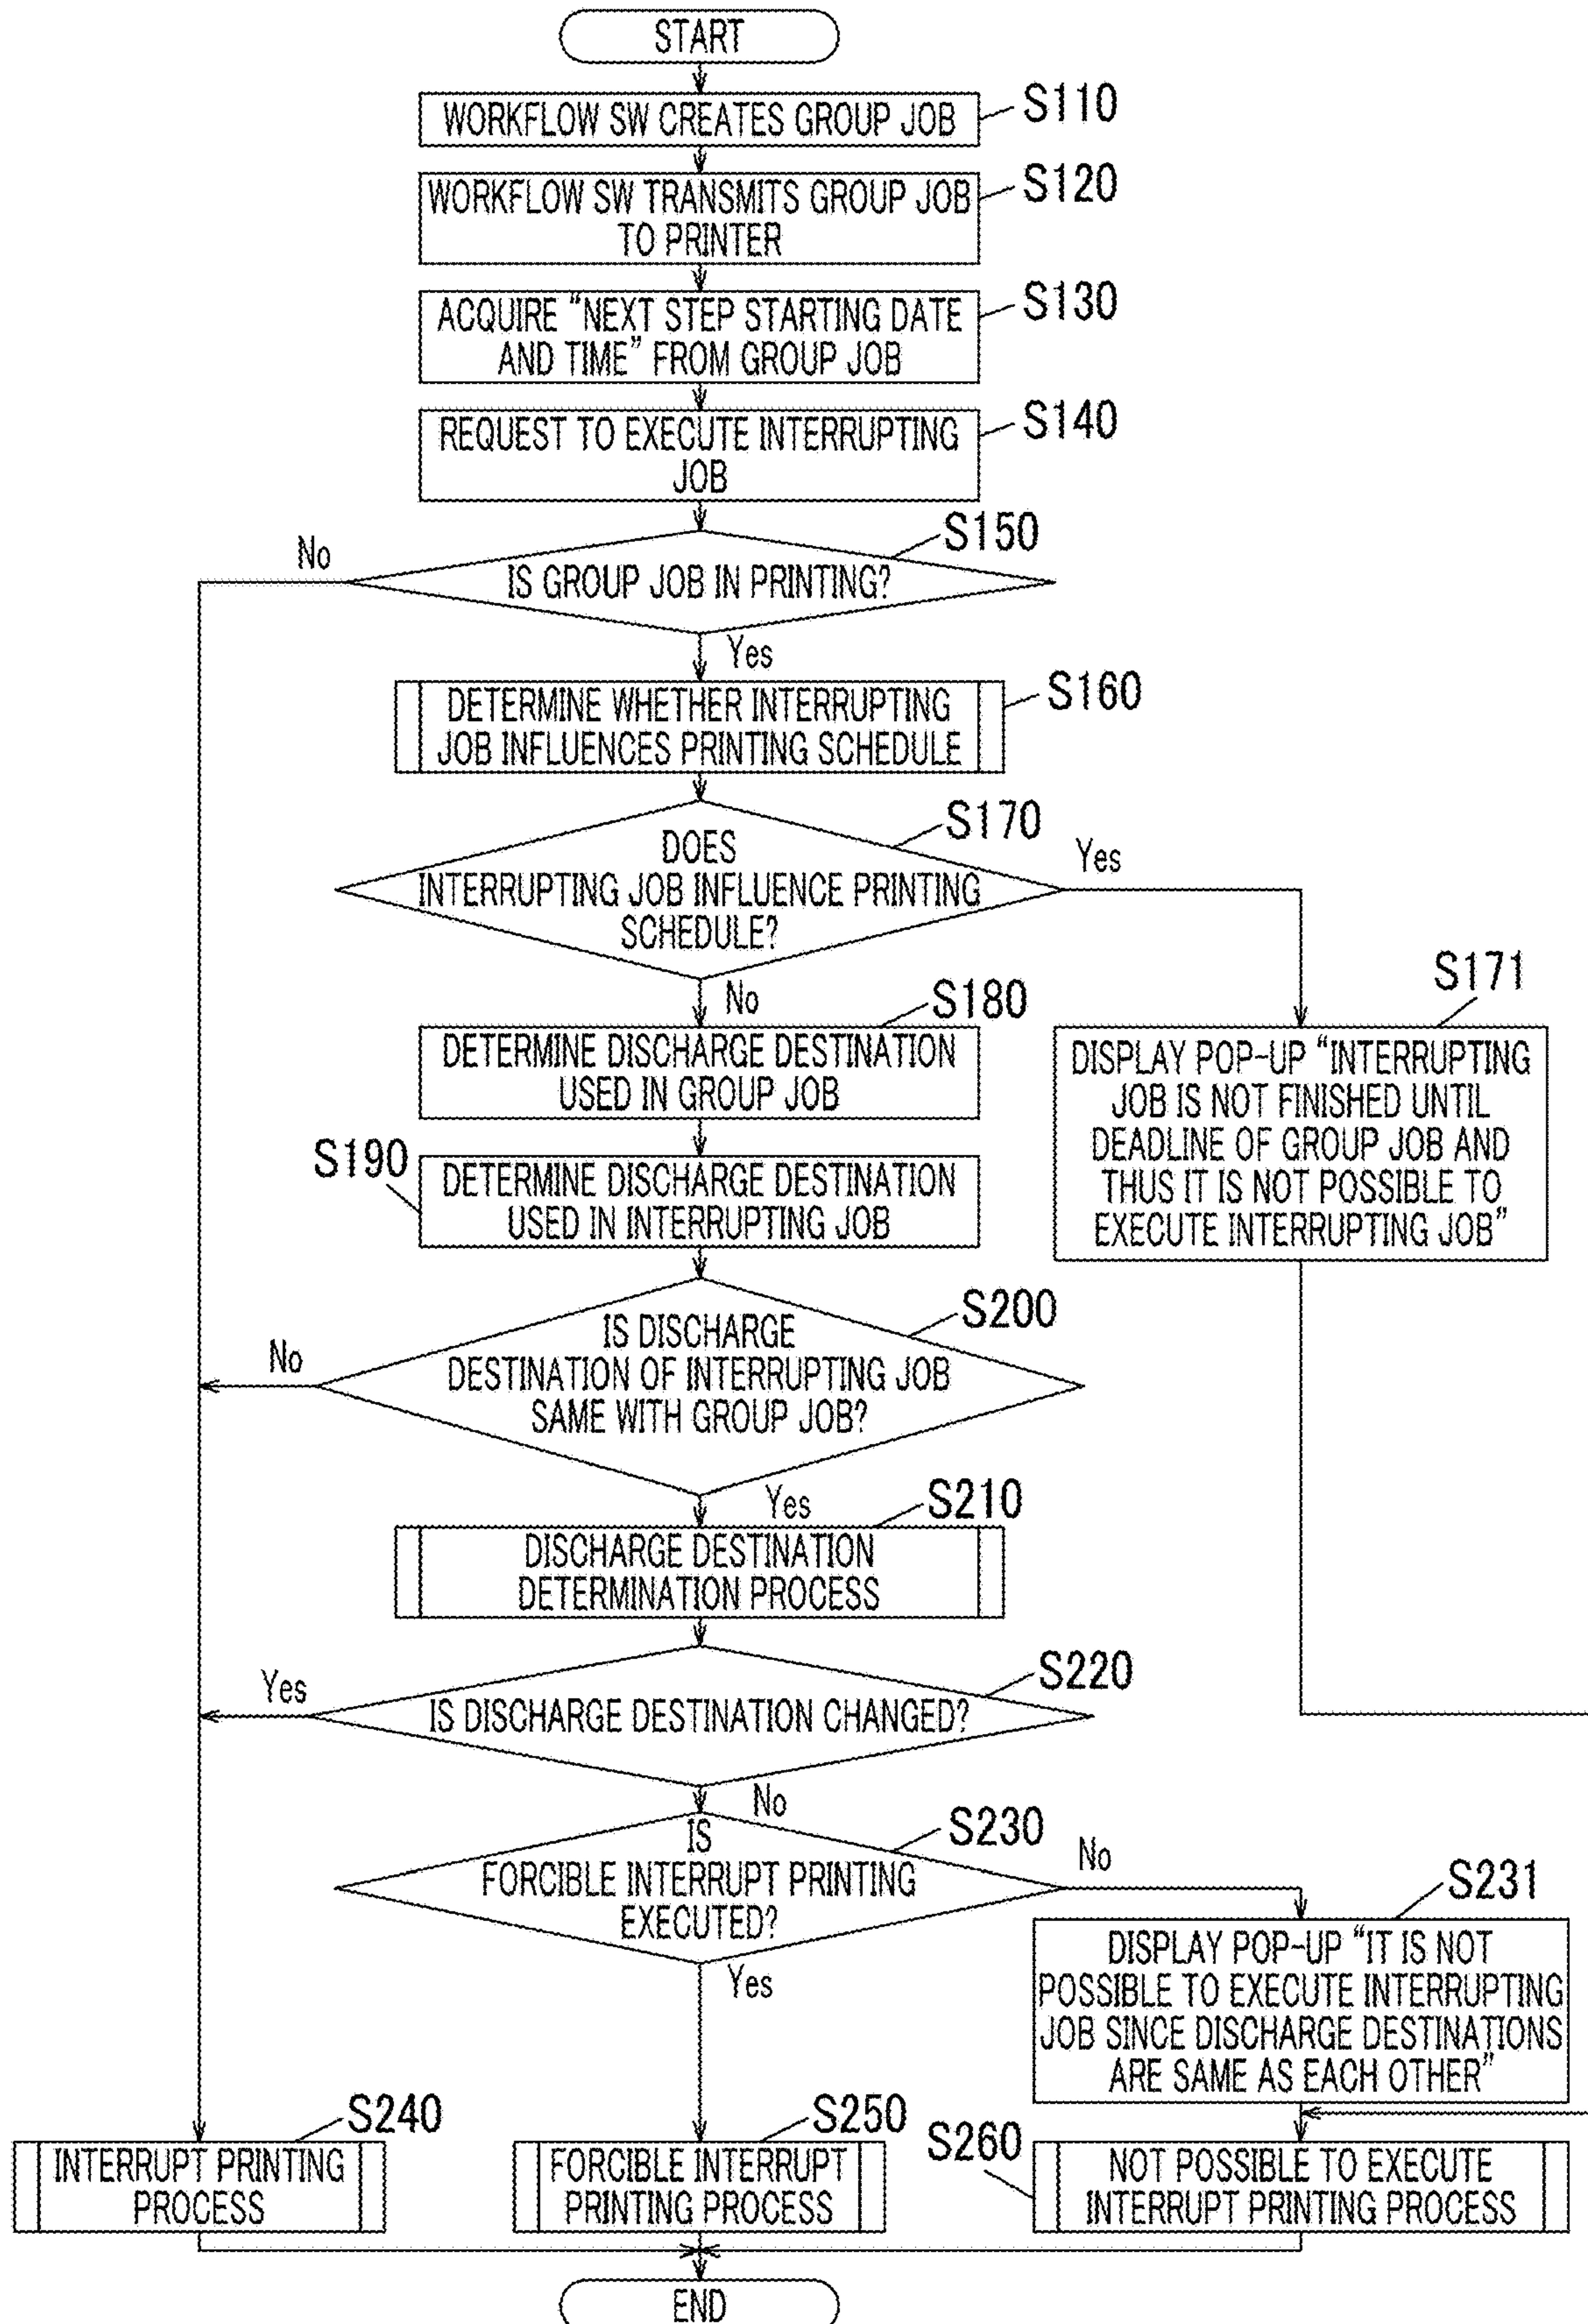 START
WORKFLOW SW CREATES GROUP JOB
S110
WORKFLOW SW TRANSMITS GROUP JOB
TO PRINTER
S120
ACQUIRE “NEXT STEP STARTING DATE
AND TIME” FROM GROUP JOB
S130
REQUEST TO EXECUTE INTERRUPTING
JOB
S140
S150
No
IS GROUP JOB IN PRINTING?
Yes
DETERMINE WHETHER INTERRUPTING
JOB INFLUENCES PRINTING SCHEDULE
S160
S170
DOES
INTERRUPTING JOB INFLUENCE PRINTING
SCHEDULE?
Yes
No
S180
DETERMINE DISCHARGE DESTINATION
USED IN GROUP JOB
S171
DISPLAY POP-UP “INTERRUPTING
JOB IS NOT FINISHED UNTIL
DEADLINE OF GROUP JOB AND
THUS IT IS NOT POSSIBLE TO
EXECUTE INTERRUPTING JOB”
S190
DETERMINE DISCHARGE DESTINATION
USED IN INTERRUPTING JOB
S200
No
IS DISCHARGE
DESTINATION OF INTERRUPTING JOB
SAME WITH GROUP JOB?
Yes
S210
DISCHARGE DESTINATION
DETERMINATION PROCESS
S220
Yes
IS DISCHARGE DESTINATION CHANGED?
No
S230
IS
FORCIBLE INTERRUPT PRINTING
EXECUTED?
No
Yes
S231
DISPLAY POP-UP “IT IS NOT
POSSIBLE TO EXECUTE INTERRUPTING
JOB SINCE DISCHARGE DESTINATIONS
ARE SAME AS EACH OTHER”
S240
INTERRUPT PRINTING
PROCESS
S250
FORCIBLE INTERRUPT
PRINTING PROCESS
S260
NOT POSSIBLE TO EXECUTE
INTERRUPT PRINTING PROCESS
END